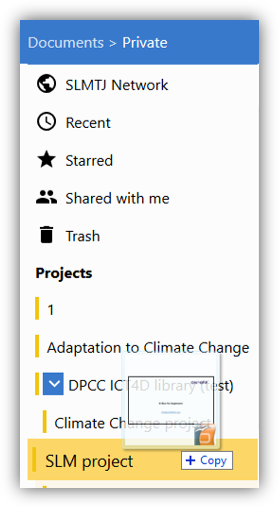 Documents > Private
SLMTJ Network
Recent
Starred
Shared with me
Trash
Projects
1
Adaptation to Climate Change
DPCC ICT4D library (test)
Climate Change project
SLM project
+ Copy